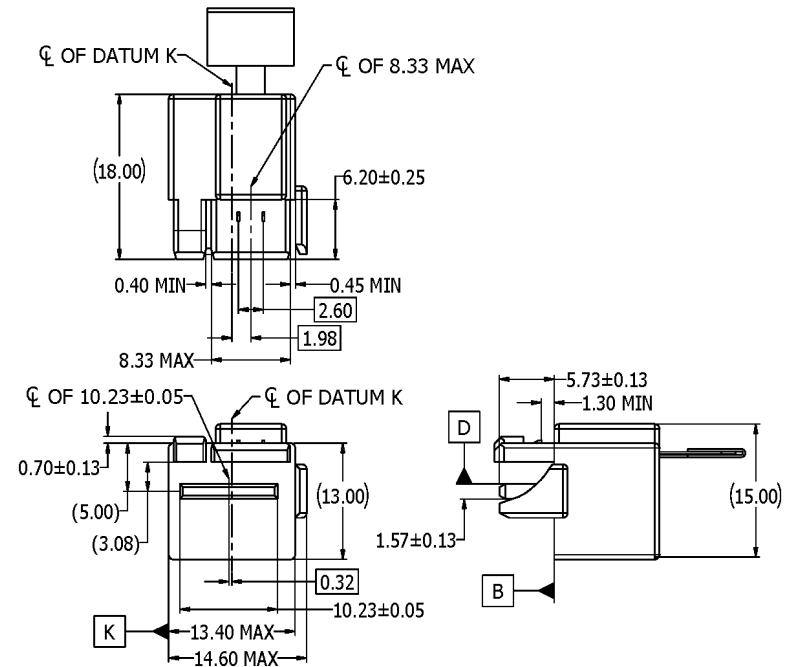 ℄ OF DATUM K
℄ OF 8.33 MAX
(18.00)
6.20±0.25
0.40 MIN
0.45 MIN
2.60
1.98
8.33 MAX
℄ OF 10.23±0.05
℄ OF DATUM K
5.73±0.13
1.30 MIN
D
0.70±0.13
(13.00)
(15.00)
(5.00)
(3.08)
1.57±0.13
0.32
B
10.23±0.05
K
13.40 MAX
14.60 MAX